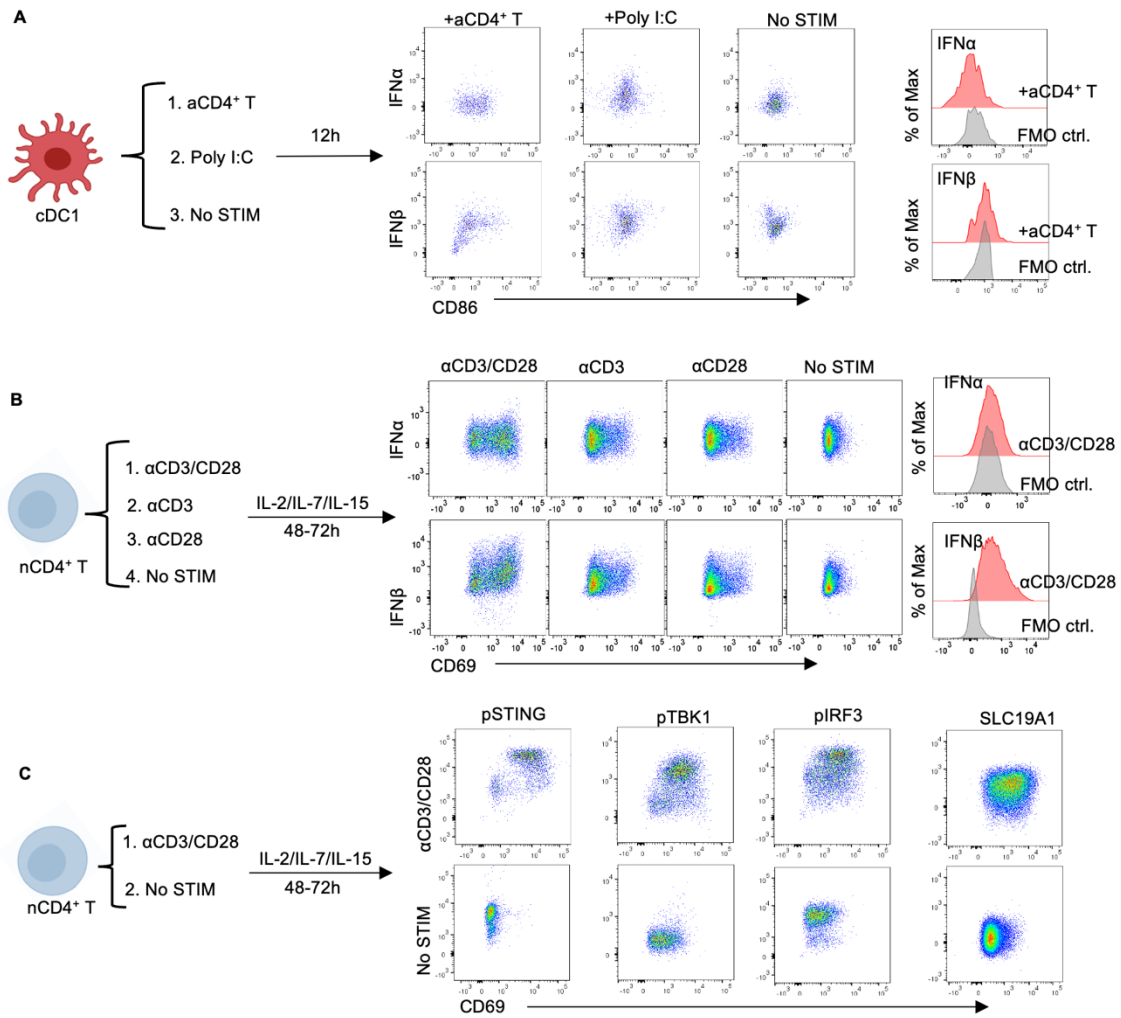 A
+aCD4⁺ T
+Poly I:C
No STIM
cDC1
1. aCD4⁺ T
2. Poly I:C
3. No STIM
12h
IFNα
IFNβ
CD86
IFNα
+aCD4⁺ T
FMO ctrl.
% of Max
IFNβ
+aCD4⁺ T
FMO ctrl.
% of Max
B
αCD3/CD28
αCD3
αCD28
No STIM
nCD4⁺ T
1. αCD3/CD28
2. αCD3
3. αCD28
4. No STIM
IL-2/IL-7/IL-15
48-72h
IFNα
IFNβ
CD69
IFNα
αCD3/CD28
FMO ctrl.
% of Max
IFNβ
αCD3/CD28
FMO ctrl.
% of Max
C
pSTING
pTBK1
pIRF3
SLC19A1
nCD4⁺ T
1. αCD3/CD28
2. No STIM
IL-2/IL-7/IL-15
48-72h
αCD3/CD28
No STIM
CD69